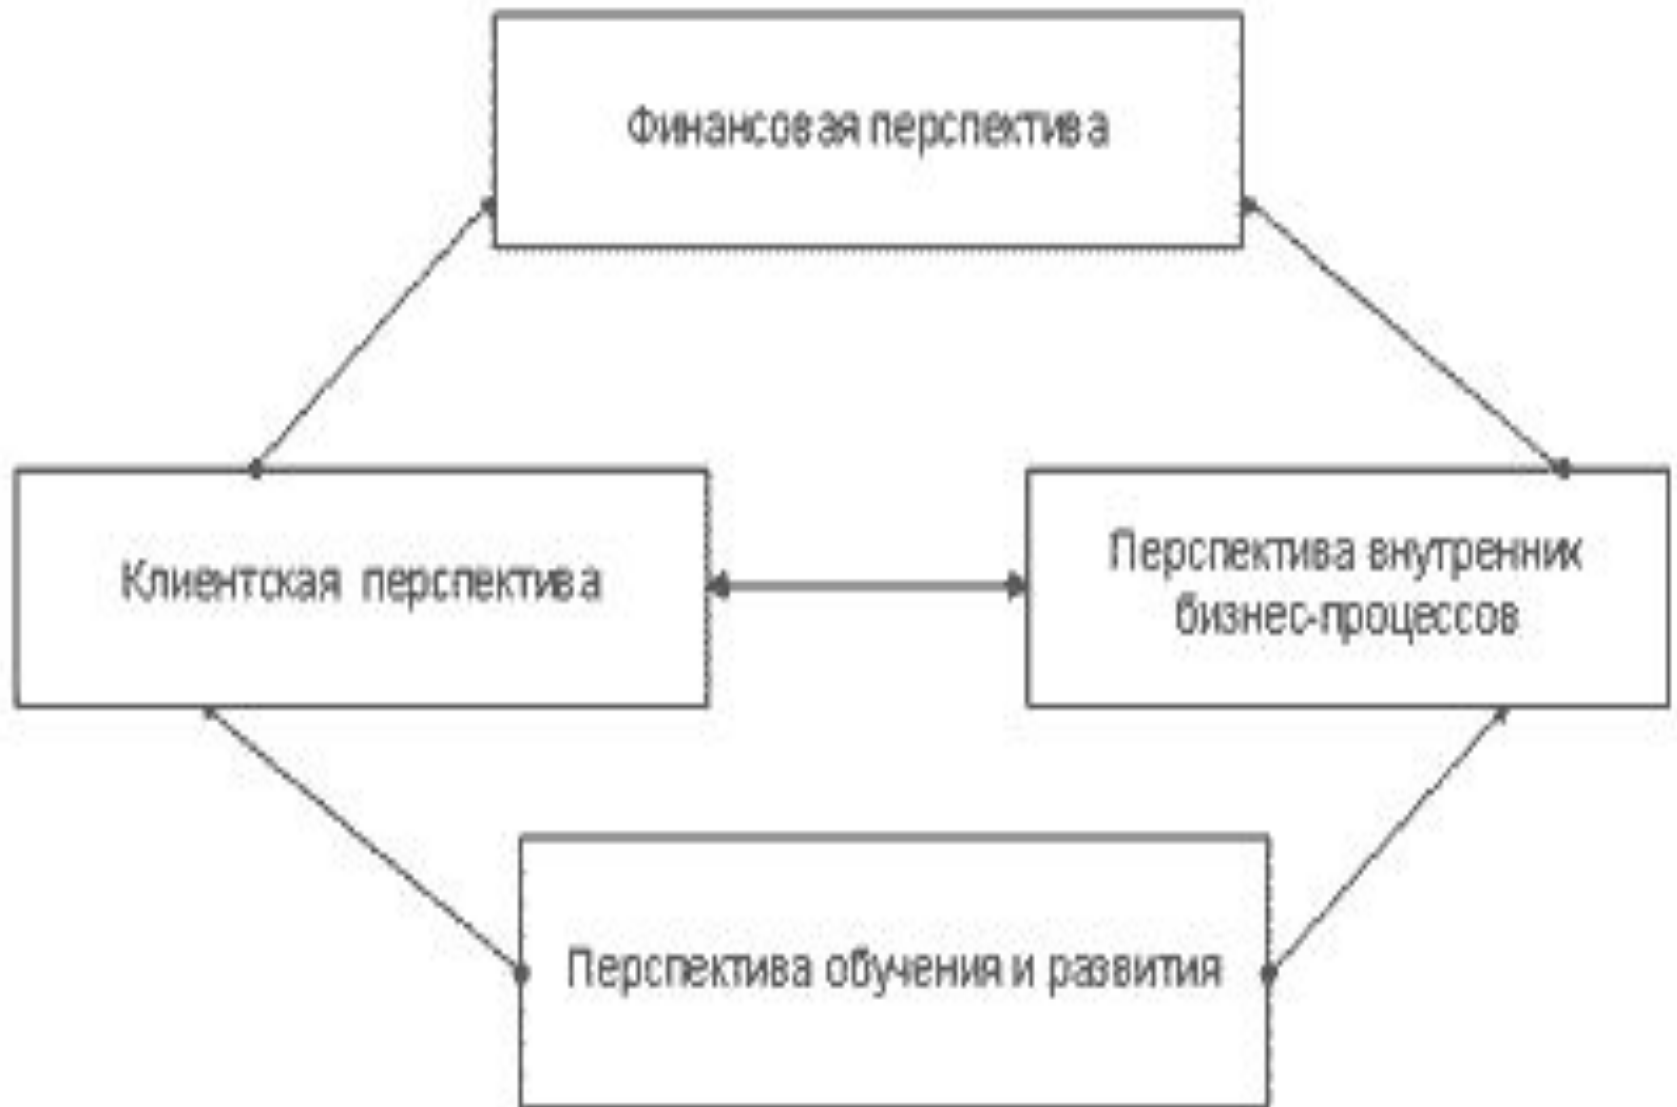 Финансовая перспектива
Клиентская перспектива
Перспектива внутренних
бизнес-процессов
Перспектива обучения и развития